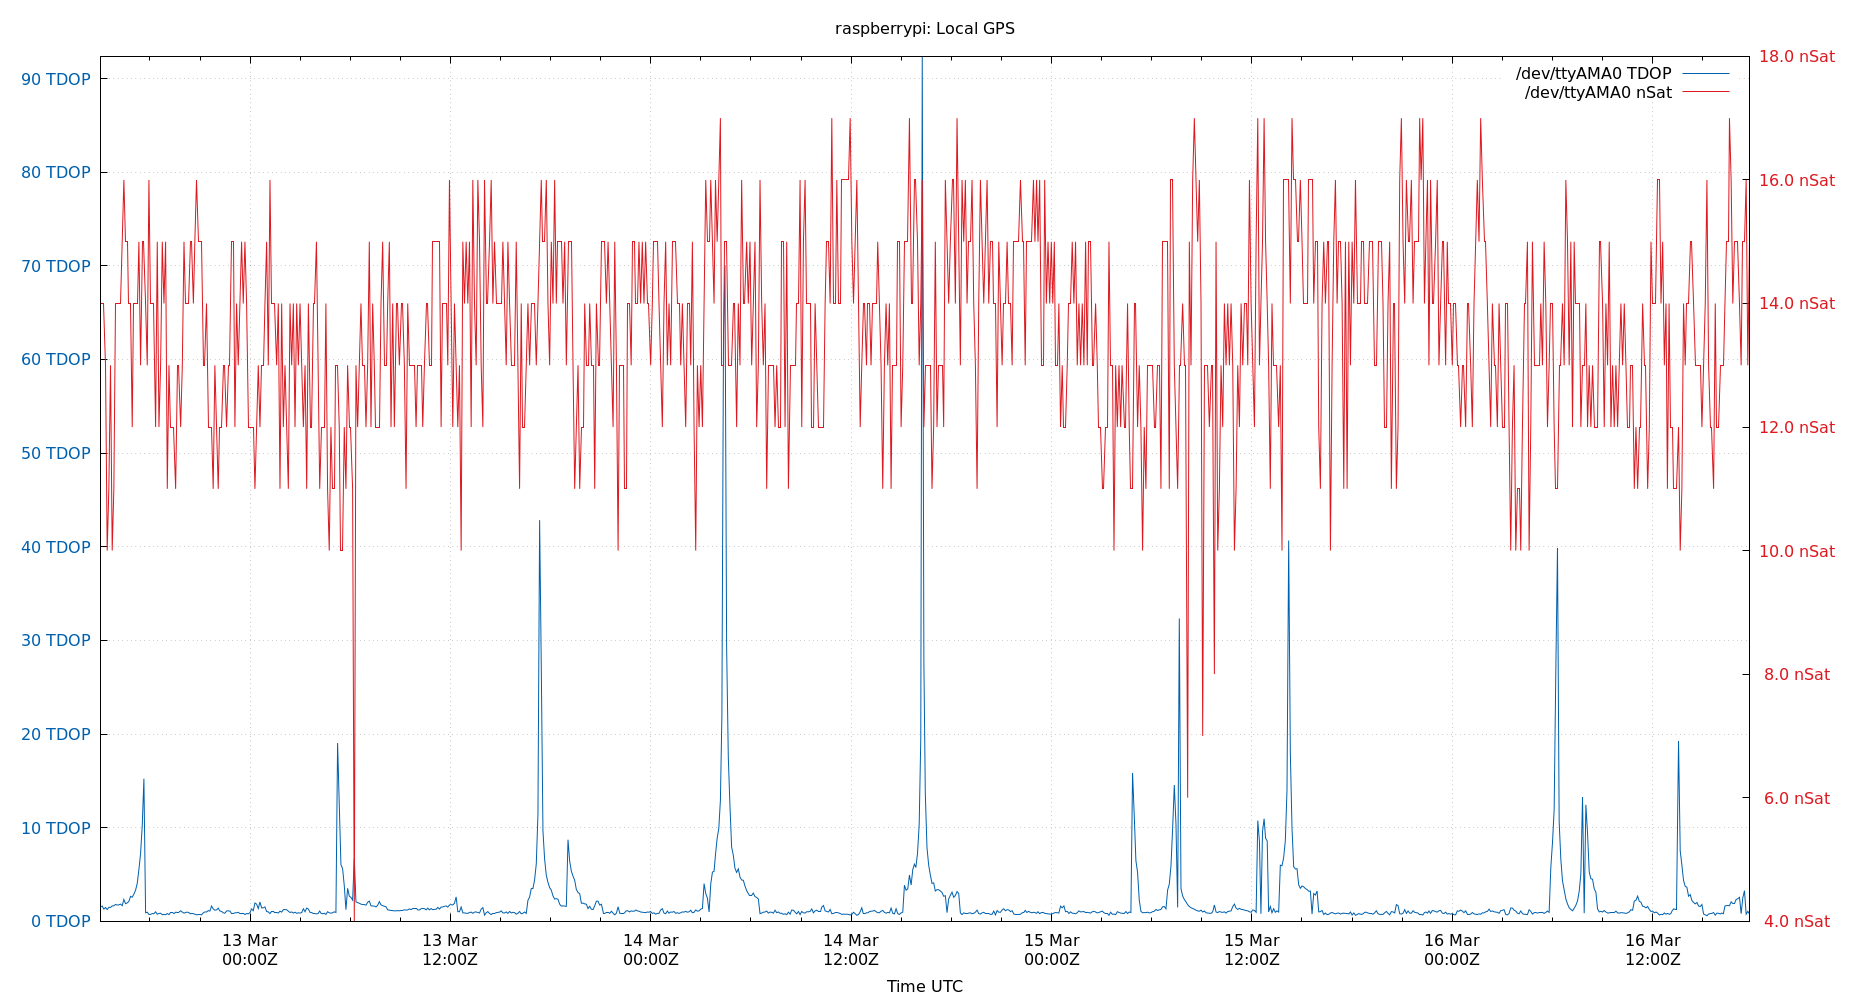 raspberrypi: Local GPS
/dev/ttyAMA0 TDOP
/dev/ttyAMA0 nSat
90 TDOP
80 TDOP
70 TDOP
60 TDOP
50 TDOP
40 TDOP
30 TDOP
20 TDOP
10 TDOP
0 TDOP
18.0 nSat
16.0 nSat
14.0 nSat
12.0 nSat
10.0 nSat
8.0 nSat
6.0 nSat
4.0 nSat
13 Mar
00:00Z
13 Mar
12:00Z
14 Mar
00:00Z
14 Mar
12:00Z
15 Mar
00:00Z
15 Mar
12:00Z
16 Mar
00:00Z
16 Mar
12:00Z
Time UTC